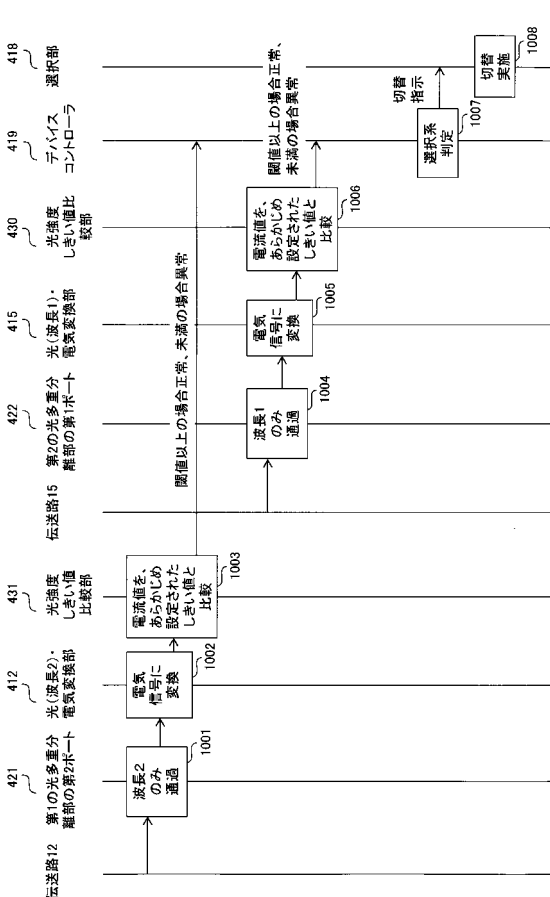 伝送路12
421
第1の光多重分
離部の第2ポート
412
光(波長2)・
電気変換部
431
光強度
しきい値
比較部
伝送路15
422
第2の光多重分
離部の第1ポート
415
光(波長1)・
電気変換部
430
光強度
しきい値比
較部
419
デバイス
コントローラ
418
選択部
波長2
のみ
通過
1001
電気
信号に
変換
1002
電流値を、
あらかじめ
設定された
しきい値と
比較
1003
閾値以上の場合正常、未満の場合異常
波長1
のみ
通過
1004
電気
信号に
変換
1005
電流値を、
あらかじめ
設定された
しきい値と
比較
1006
閾値以上の場合正常、
未満の場合異常
選択系
判定
1007
切替
指示
切替
実施
1008